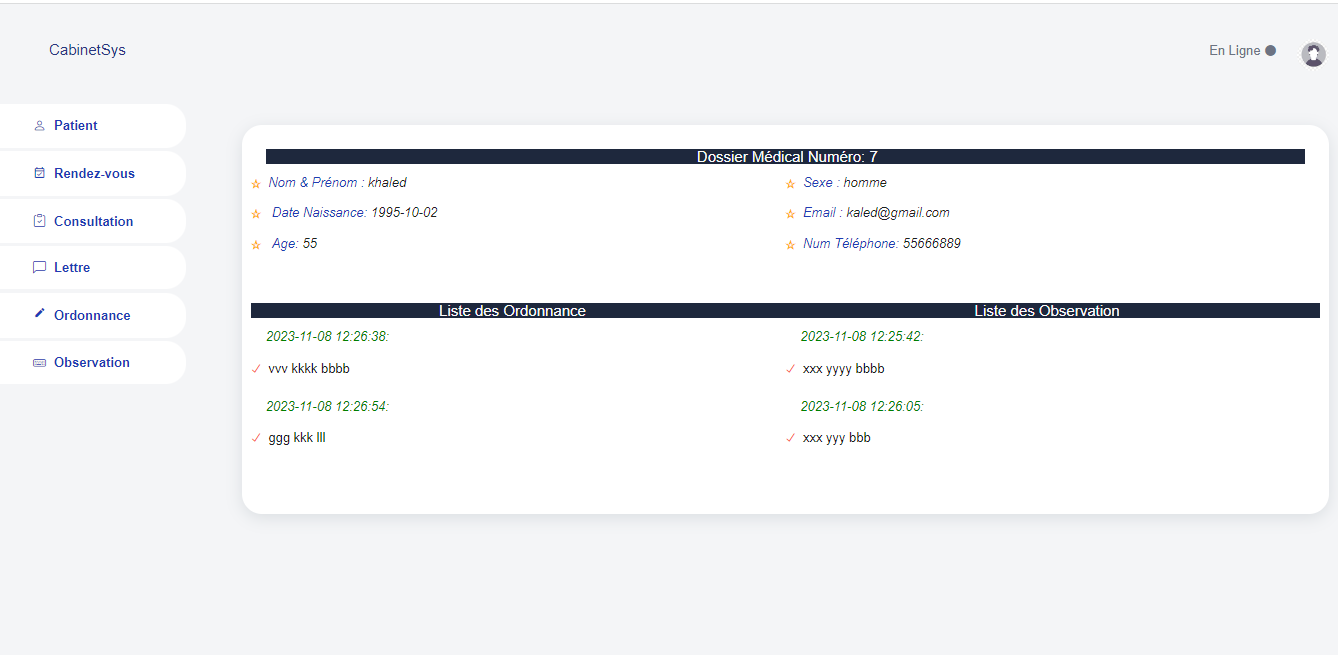 CabinetSys
En Ligne
Patient
Rendez-vous
Consultation
Lettre
Ordonnance
Observation
Dossier Médical Numéro: 7
Nom & Prénom : khaled
Sexe : homme
Date Naissance: 1995-10-02
Email : kaled@gmail.com
Age: 55
Num Téléphone: 55666889
Liste des Ordonnance
2023-11-08 12:26:38:
vvv kkkk bbbb
2023-11-08 12:26:54:
ggg kkk lll
Liste des Observation
2023-11-08 12:25:42:
xxx yyyy bbbb
2023-11-08 12:26:05:
xxx yyy bbb